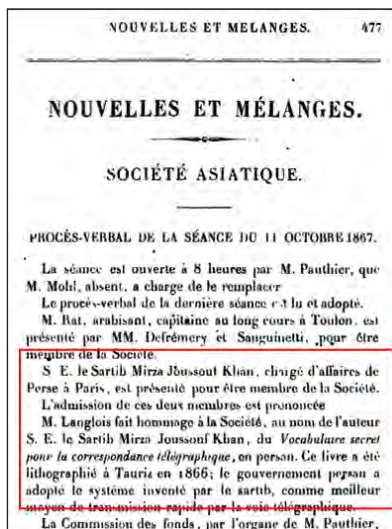 NOUVELLES ET MELANGES. 477
NOUVELLES ET MÉLANGES.
SOCIÉTÉ ASIATIQUE.
PROCÈS-VERBAL DE LA SÉANCE DU 11 OCTOBRE 1867.
La séance est ouverte à 8 heures par M. Pauthier, que
M. Mohl, absent, a chargé de le remplacer
Le procès-verbal de la dernière séance est lu et adopté.
M. Rat, arabisant, capitaine au long cours à Toulon, est
présenté par MM. Defrémery et Sanguinetti, pour être
membre de la Société.
S E. le Sartib Mirza Joussouf Khan, chargé d'affaires de
Perse à Paris, est présenté pour être membre de la Société.
L'admission de ces deux membres est prononcée
M. Langlois fait hommage à la Société, au nom de l'auteur
S. E. le Sartib Mirza Joussouf Khan, du Vocabulaire secret
pour la correspondance télégraphique, en persan. Ce livre a été
lithographié à Tauris en 1866; le gouvernement persan a
adopté le système inventé par le sartib, comme meilleur
moyen de transmission rapide par la voie télégraphique.
La Commission des fonds, par l'organe de M. Pauthier,